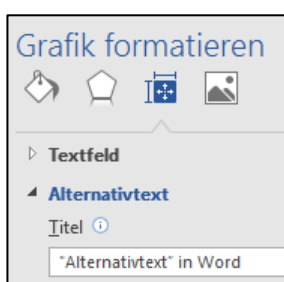 Grafik formatieren
Textfeld
Alternativtext
Titel
"Alternativtext" in Word